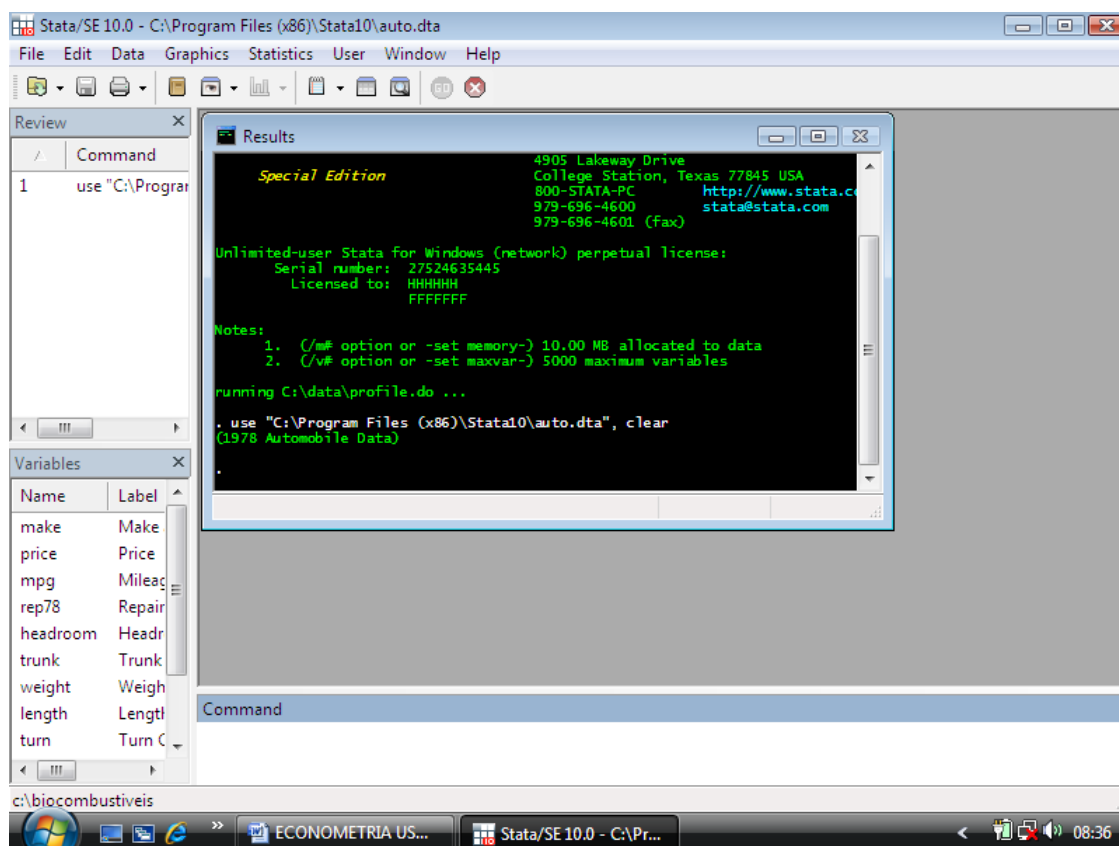 Stata/SE 10.0 - C:\Program Files (x86)\Stata10\auto.dta
File Edit Data Graphics Statistics User Window Help
Review
Command
1 use "C:\Program
Variables
Name Label
make Make
price Price
mpg Mileag
rep78 Repair
headroom Headr
trunk Trunk
weight Weigh
length Length
turn Turn C
Results
4905 Lakeway Drive
Special Edition College Station, Texas 77845 USA
800-STATA-PC http://www.stata.co
979-696-4600 stata@stata.com
979-696-4601 (fax)
Unlimited-user Stata for Windows (network) perpetual license:
Serial number: 27524635445
Licensed to: HHHHHH
FFFFFFF
Notes:
1. (/m# option or -set memory-) 10.00 MB allocated to data
2. (/v# option or -set maxvar-) 5000 maximum variables
running C:\data\profile.do ...
. use "C:\Program Files (x86)\Stata10\auto.dta", clear
(1978 Automobile Data)
.
Command
c:\biocombustiveis
ECONOMETRIA US... Stata/SE 10.0 - C:\Pr... 08:36